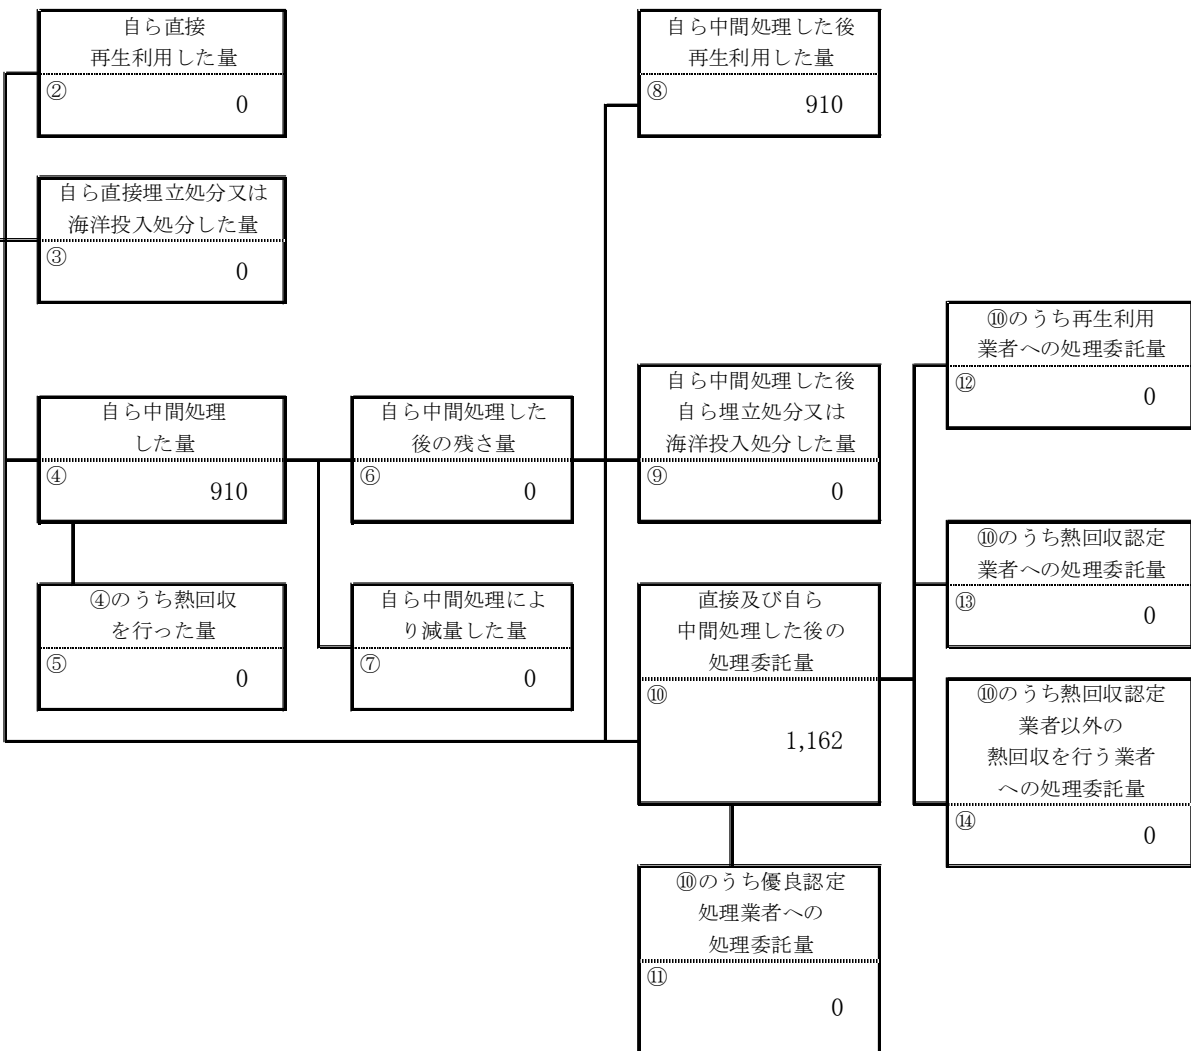 自ら直接
再生利用した量
②
0
自ら直接埋立処分又は
海洋投入処分した量
③
0
自ら中間処理
した量
④
910
④のうち熱回収
を行った量
⑤
0
自ら中間処理した
後の残さ量
⑥
0
自ら中間処理によ
り減量した量
⑦
0
自ら中間処理した後
再生利用した量
⑧
910
自ら中間処理した後
自ら埋立処分又は
海洋投入処分した量
⑨
0
直接及び自ら
中間処理した後の
処理委託量
⑩
1,162
⑩のうち優良認定
処理業者への
処理委託量
⑪
0
⑩のうち再生利用
業者への処理委託量
⑫
0
⑩のうち熱回収認定
業者への処理委託量
⑬
0
⑩のうち熱回収認定
業者以外の
熱回収を行う業者
への処理委託量
⑭
0